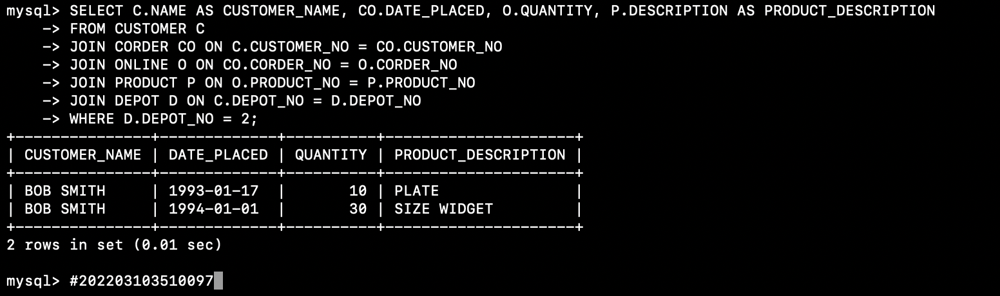 mysql> SELECT C.NAME AS CUSTOMER_NAME, CO.DATE_PLACED, O.QUANTITY, P.DESCRIPTION AS PRODUCT_DESCRIPTION
    -> FROM CUSTOMER C
    -> JOIN CORDER CO ON C.CUSTOMER_NO = CO.CUSTOMER_NO
    -> JOIN ONLINE O ON CO.CORDER_NO = O.CORDER_NO
    -> JOIN PRODUCT P ON O.PRODUCT_NO = P.PRODUCT_NO
    -> JOIN DEPOT D ON C.DEPOT_NO = D.DEPOT_NO
    -> WHERE D.DEPOT_NO = 2;
+---------------+-------------+----------+---------------------+
| CUSTOMER_NAME | DATE_PLACED | QUANTITY | PRODUCT_DESCRIPTION |
+---------------+-------------+----------+---------------------+
| BOB SMITH     | 1993-01-17  |       10 | PLATE               |
| BOB SMITH     | 1994-01-01  |       30 | SIZE WIDGET         |
+---------------+-------------+----------+---------------------+
2 rows in set (0.01 sec)

mysql> #202203103510097